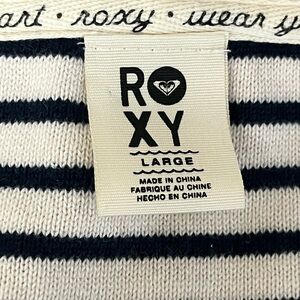 art • roxy • wear y
ROXY
LARGE
MADE IN CHINA
FABRIQUE AU CHINE
HECHO EN CHINA